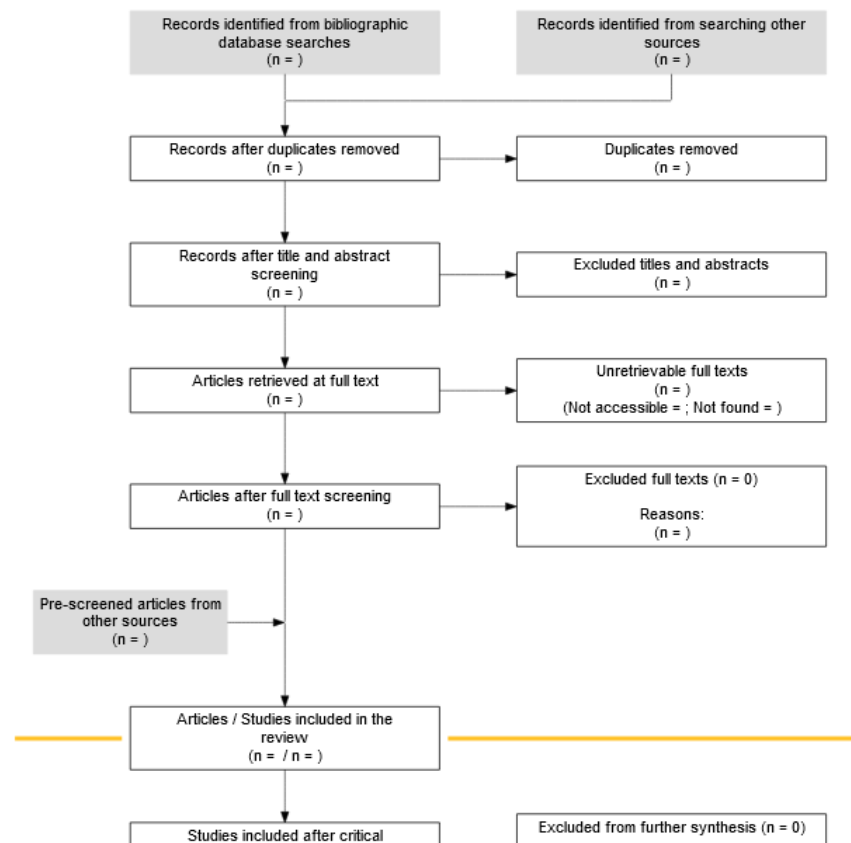 Records identified from bibliographic
database searches
(n = )
Records identified from searching other
sources
(n = )
Records after duplicates removed
(n = )
Duplicates removed
(n = )
Records after title and abstract
screening
(n = )
Excluded titles and abstracts
(n = )
Articles retrieved at full text
(n = )
Unretrievable full texts
(n = )
(Not accessible = ; Not found = )
Articles after full text screening
(n = )
Excluded full texts (n = 0)
Reasons:
(n = )
Pre-screened articles from
other sources
(n = )
Articles / Studies included in the
review
(n = / n = )
Studies included after critical
Excluded from further synthesis (n = 0)